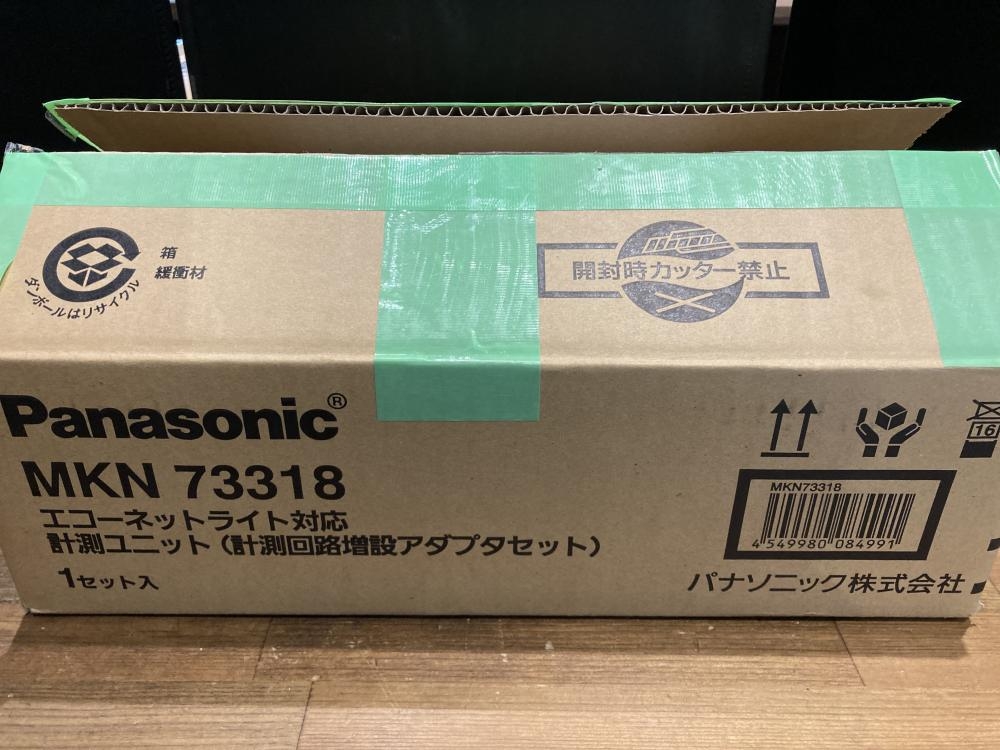 箱
緩衝材
ダンボールはリサイクル
開封時カッター禁止
Panasonic®
MKN 73318
エコーネットライト対応
計測ユニット（計測回路増設アダプタセット）
1セット入
16
MKN73318
4 549980 084991
パナソニック株式会社